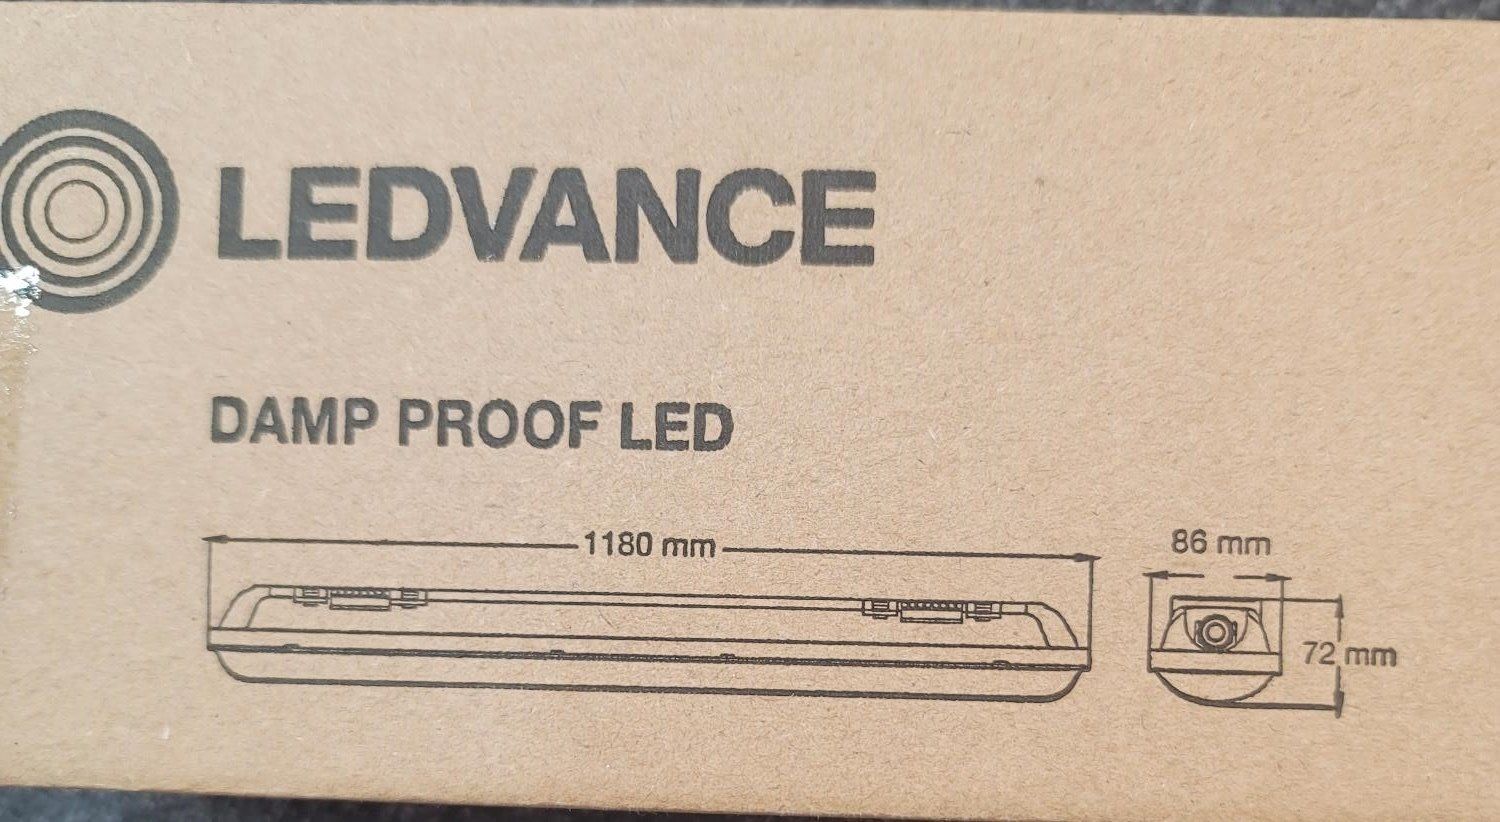 LEDVANCE
DAMP PROOF LED
1180 mm
86 mm
72 mm